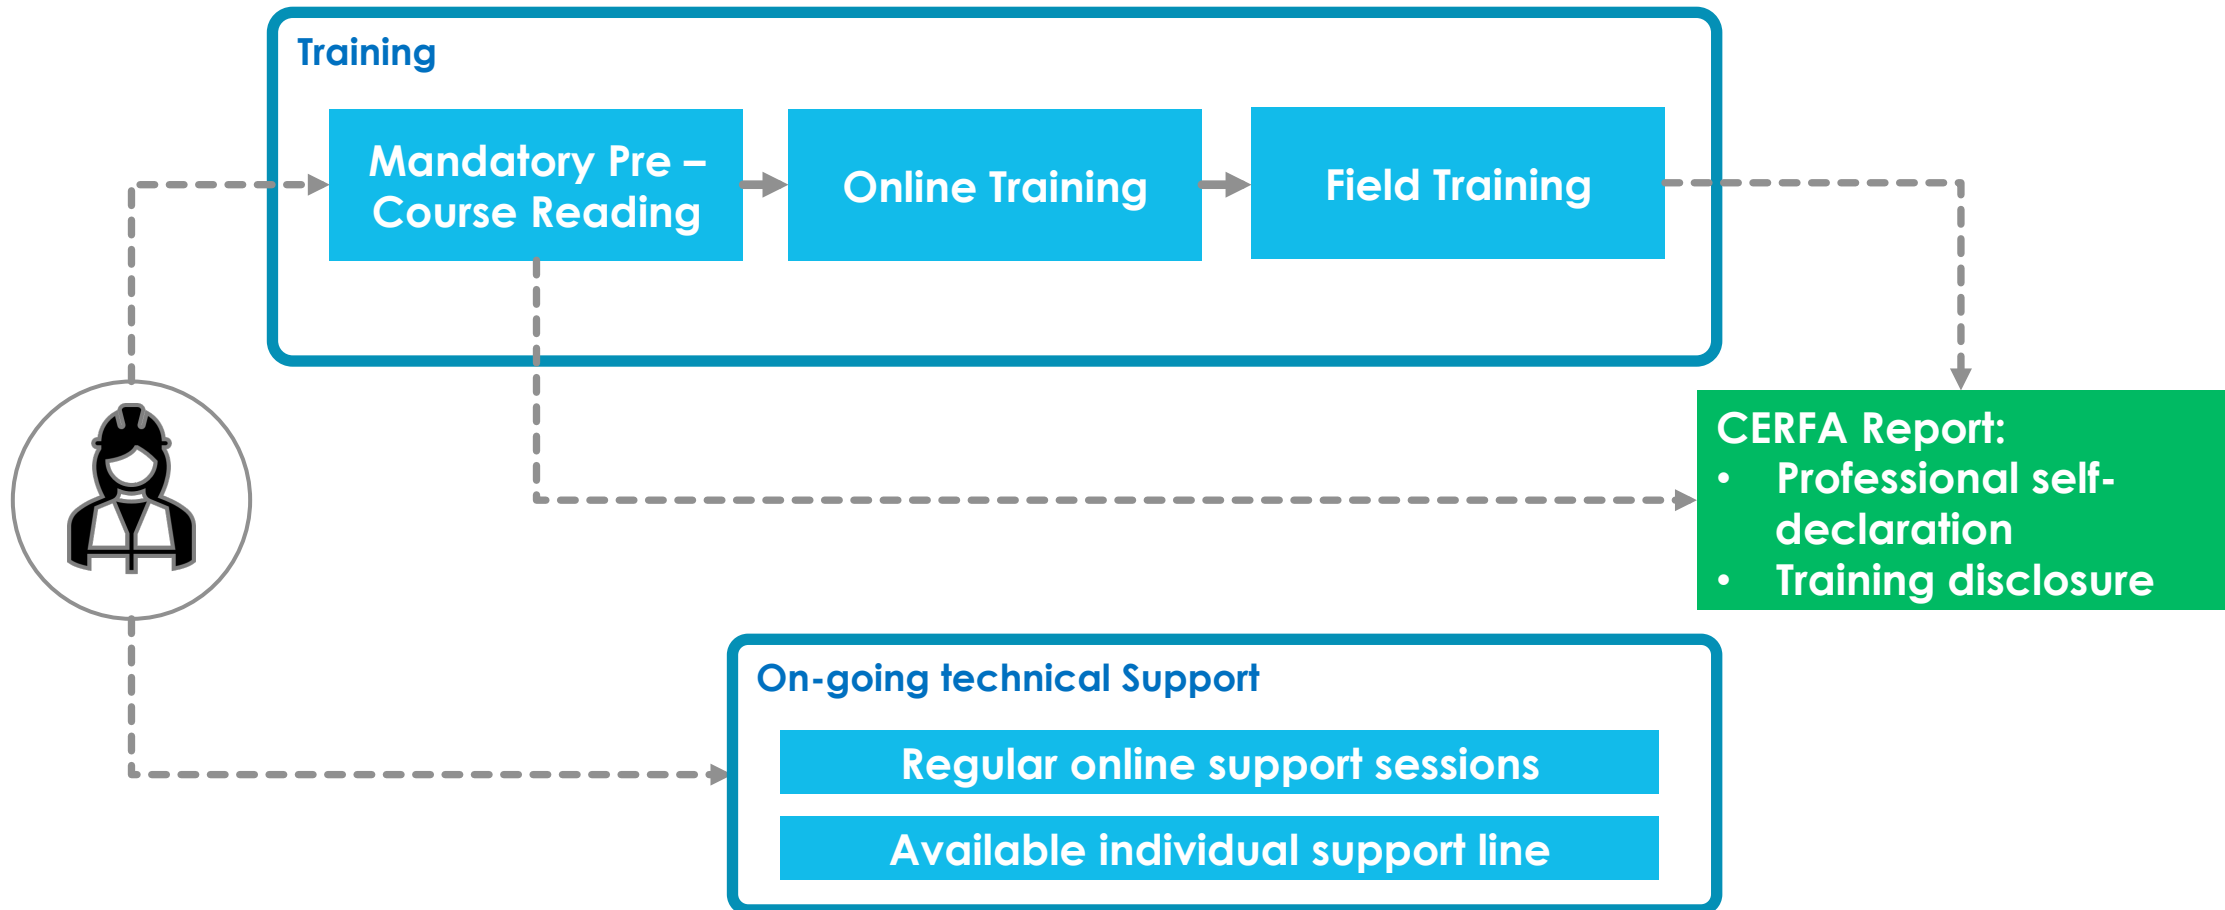 Training
Mandatory Pre –
Course Reading
Online Training
Field Training
CERFA Report:
• Professional self-
declaration
• Training disclosure
On-going technical Support
Regular online support sessions
Available individual support line